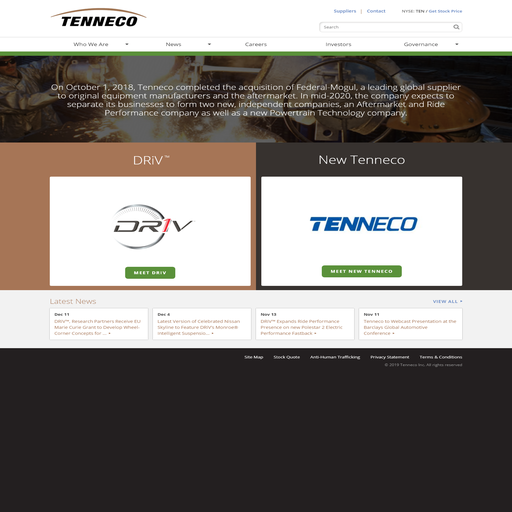 TENNECO
Suppliers | Contact
NYSE: TEN / Get Stock Price
Search
Who We Are
News
Careers
Investors
Governance
On October 1, 2018, Tenneco completed the acquisition of Federal-Mogul, a leading global supplier
to original equipment manufacturers and the aftermarket. In mid-2020, the company expects to
separate its businesses to form two new, independent companies, an Aftermarket and Ride
Performance company as well as a new Powertrain Technology company.
DRiV™
New Tenneco
DR1V
TENNECO
MEET DRIV
MEET NEW TENNECO
Latest News
VIEW ALL
Dec 11
DRiV™, Research Partners Receive EU
Marie Curie Grant to Develop Wheel
Corner Concepts for ...
Dec 4
Latest Version of Celebrated Nissan
Skyline to Feature DRiV's Monroe®
Intelligent Suspensio...
Nov 13
DRiV™ Expands Ride Performance
Presence on new Polestar 2 Electric
Performance Fastback
Nov 11
Tenneco to Webcast Presentation at the
Barclays Global Automotive
Conference
Site Map
Stock Quote
Anti-Human Trafficking
Privacy Statement
Terms & Conditions
© 2019 Tenneco Inc. All rights reserved